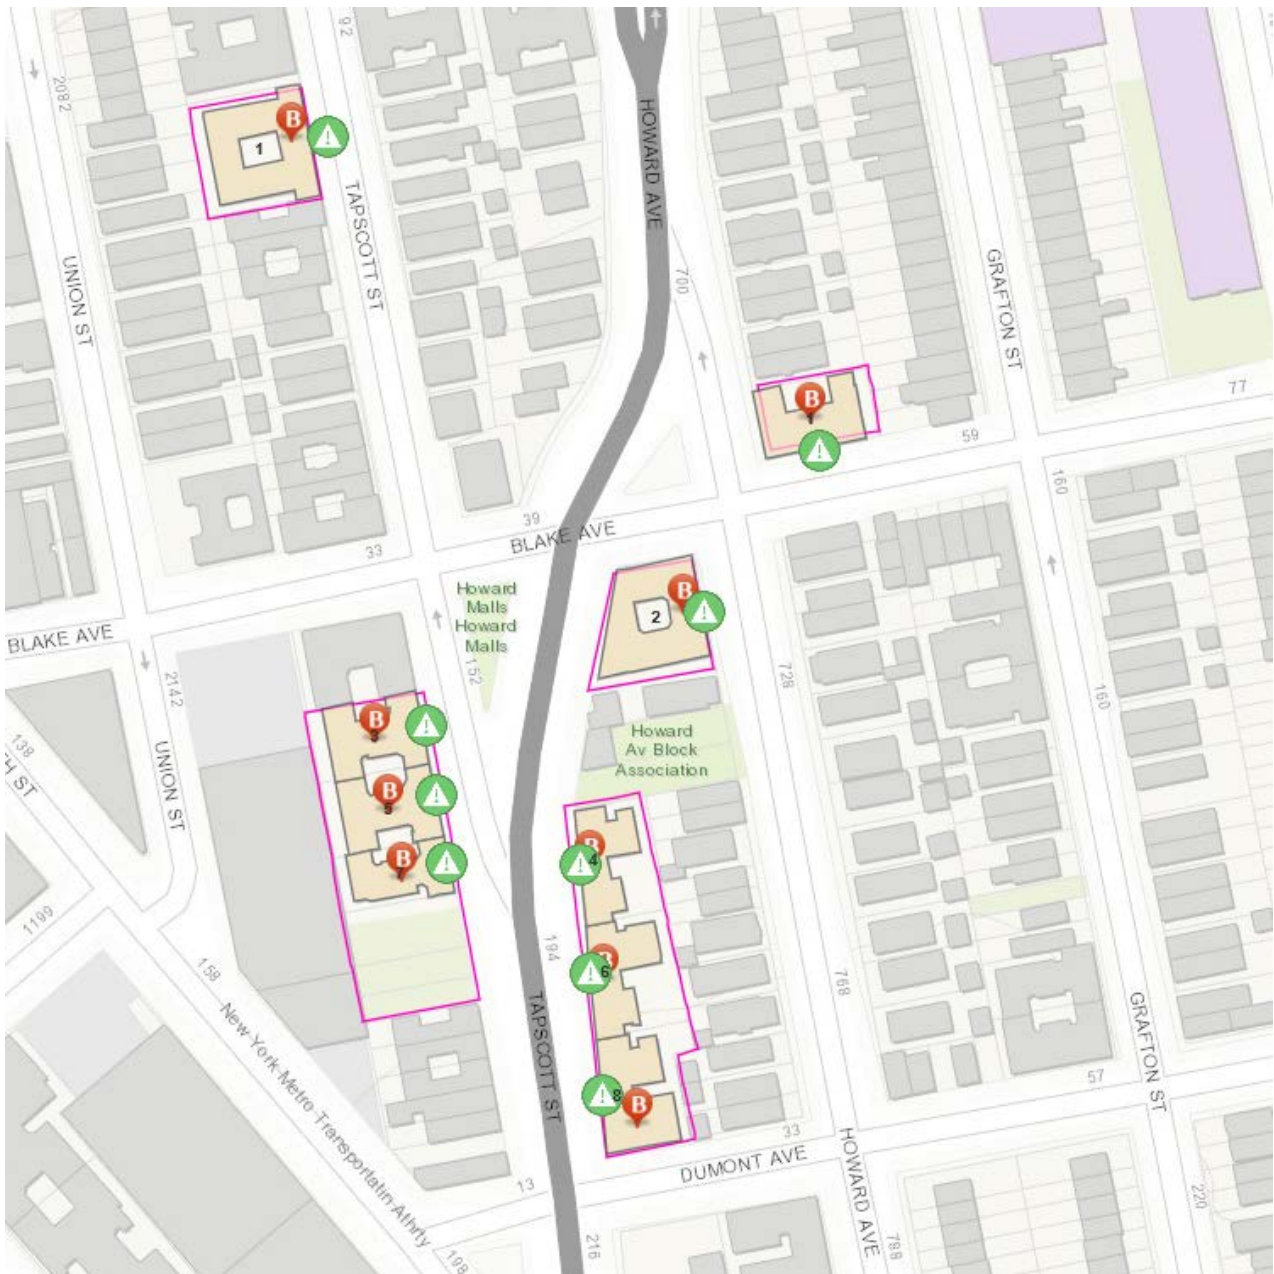 92
2082
B
1
TAPSCOTT ST
HOWARD AVE
UNION ST
700
GRAFTON ST
B
1
77
59
160
39
BLAKE AVE
33
Howard
Malls
Howard
Malls
B
2
BLAKE AVE
152
728
2142
138
UNION ST
B
3
B
5
B
7
Howard
Av Block
Association
160
B
4
1199
158
194
B
6
768
New York Metro Transportatin Athrty
TAPSCOTT ST
GRAFTON ST
8
B
57
33
DUMONT AVE
HOWARD AVE
13
198
216
788
220